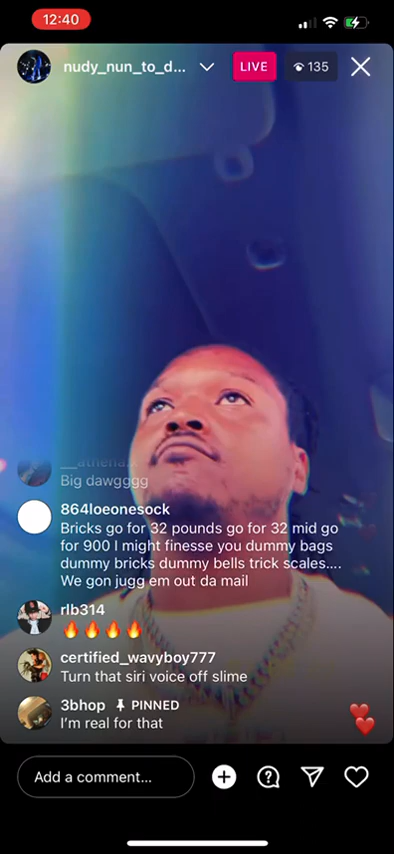 12:40
nudy_nun_to_d...
LIVE
135
Big dawgggg
864loeonesock
Bricks go for 32 pounds go for 32 mid go
for 900 I might finesse you dummy bags
dummy bricks dummy bells trick scales....
We gon jugg em out da mail
rlb314
🔥🔥🔥🔥
certified_wavyboy777
Turn that siri voice off slime
3bhop PINNED
I'm real for that
Add a comment...